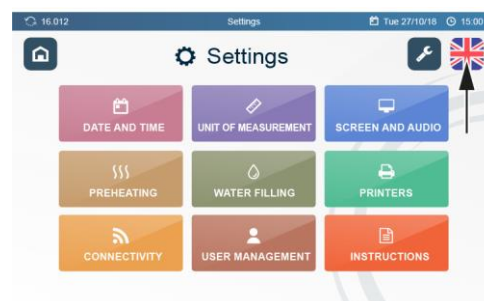 16.012 Settings Tue 27/10/18 15:00
Settings
DATE AND TIME UNIT OF MEASUREMENT SCREEN AND AUDIO
PREHEATING WATER FILLING PRINTERS
CONNECTIVITY USER MANAGEMENT INSTRUCTIONS